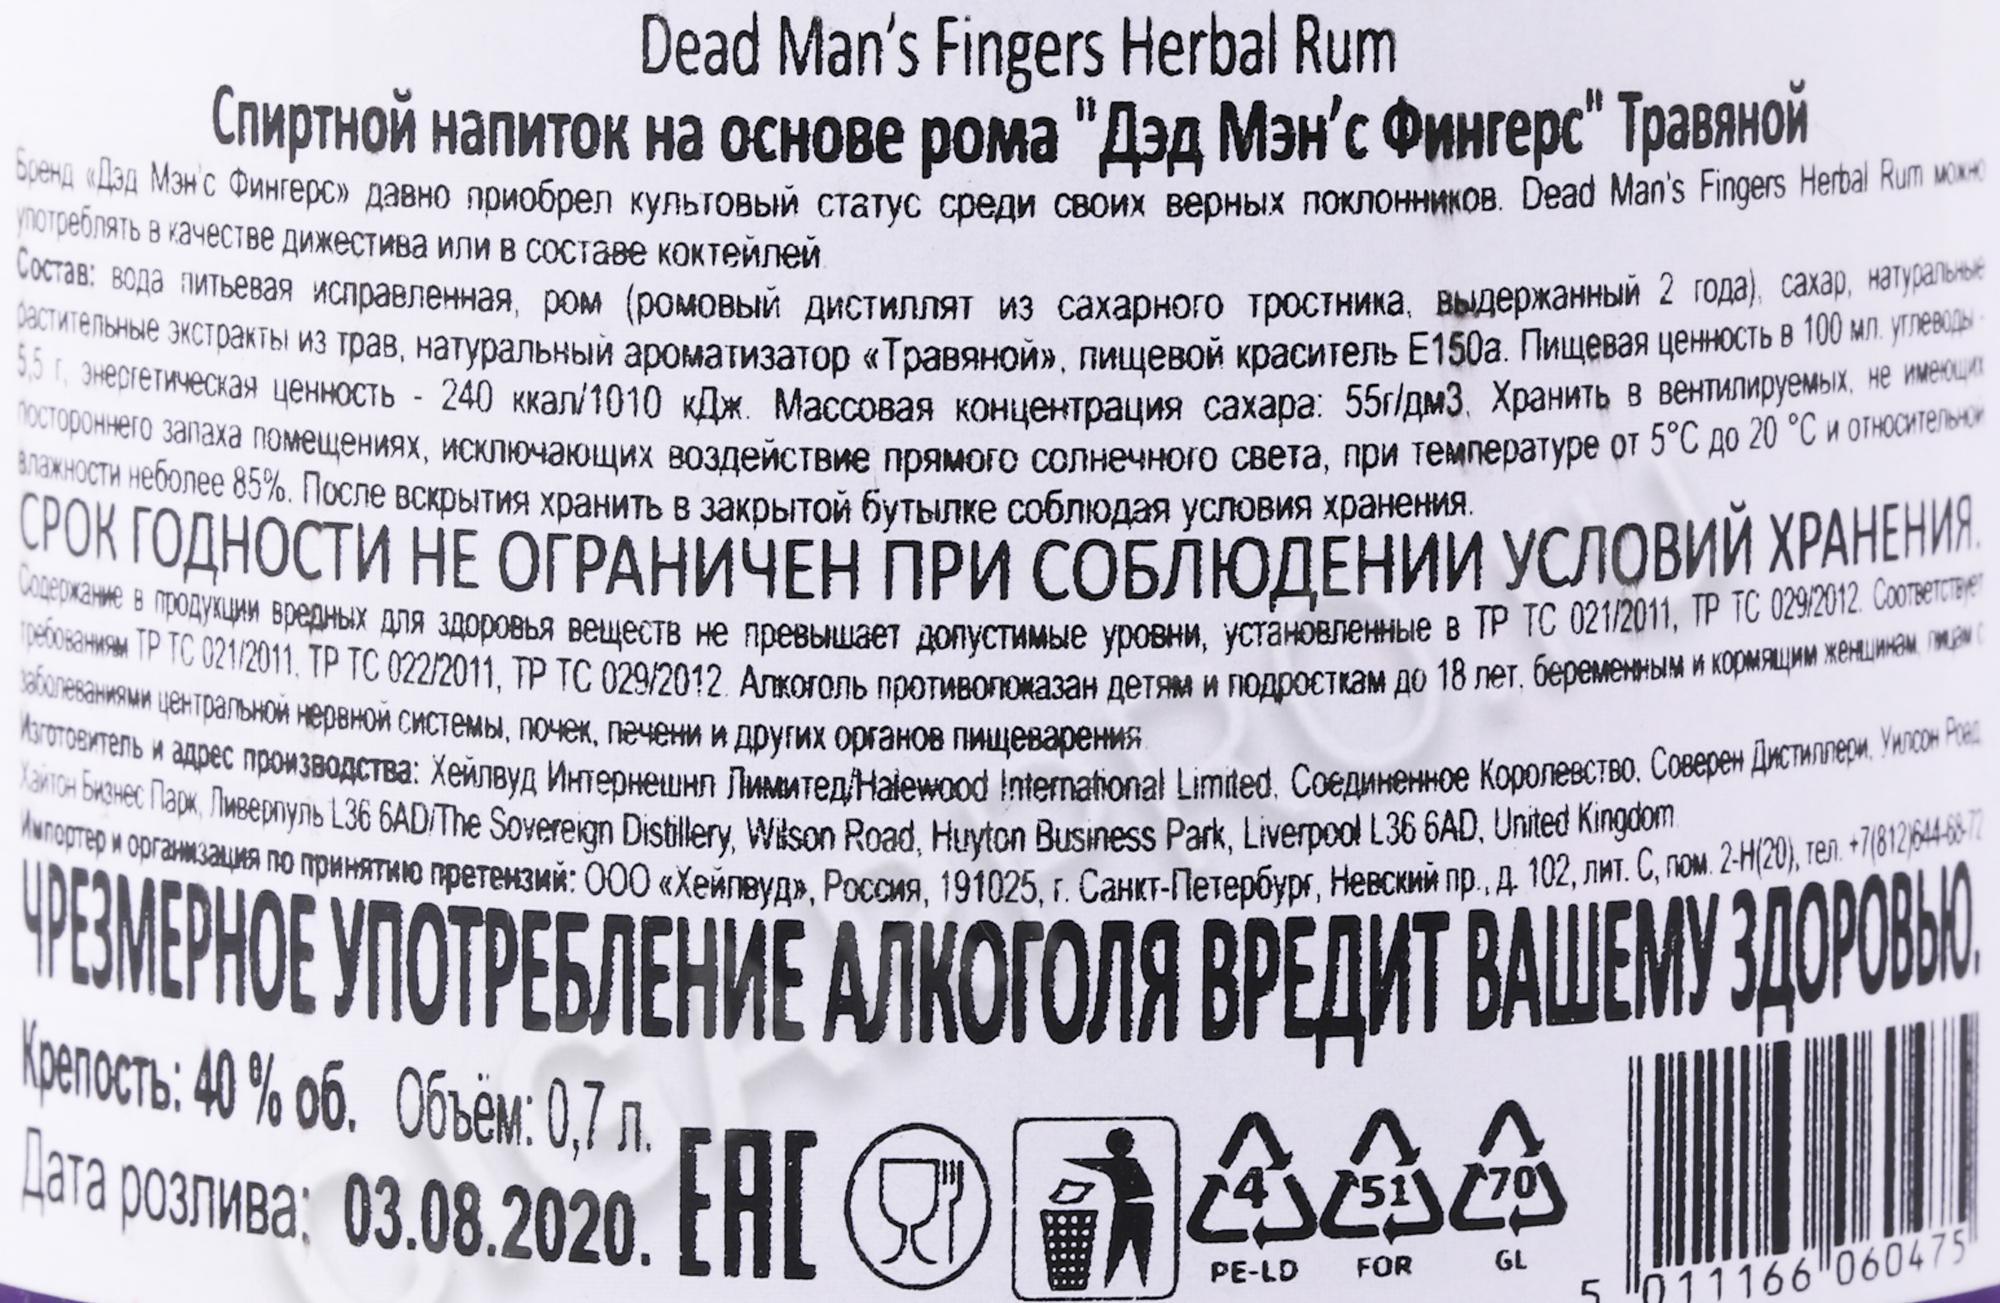 Dead Man's Fingers Herbal Rum
Спиртной напиток на основе рома "Дэд Мэн'с Фингерс" Травяной
Бренд «Дэд Мэн'с Фингерс» давно приобрел культовый статус среди своих верных поклонников. Dead Man's Fingers Herbal Rum можно
употреблять в качестве дижестива или в составе коктейлей
Состав: вода питьевая исправленная, ром (ромовый дистиллят из сахарного тростника, выдержанный 2 года), сахар, натуральные
растительные экстракты из трав, натуральный ароматизатор «Травяной», пищевой краситель Е150а. Пищевая ценность в 100 мл. углеводы -
5,5 г, энергетическая ценность - 240 ккал/1010 кДж. Массовая концентрация сахара: 55г/дм3. Хранить в вентилируемых, не имеющих
постороннего запаха помещениях, исключающих воздействие прямого солнечного света, при температуре от 5°С до 20 °С и относительной
влажности неболее 85%. После вскрытия хранить в закрытой бутылке соблюдая условия хранения.
СРОК ГОДНОСТИ НЕ ОГРАНИЧЕН ПРИ СОБЛЮДЕНИИ УСЛОВИЙ ХРАНЕНИЯ.
Содержание в продукции вредных для здоровья веществ не превышает допустимые уровни, установленные в ТР ТС 021/2011, ТР ТС 029/2012. Соответствует
требованиям ТР ТС 021/2011, ТР ТС 022/2011, ТР ТС 029/2012. Алкоголь противопоказан детям и подросткам до 18 лет, беременным и кормящим женщинам, лицам с
заболеваниями центральной нервной системы, почек, печени и других органов пищеварения
Изготовитель и адрес производства: Хейлвуд Интернешнл Лимитед/Halewood International Limited, Соединенное Королевство, Соверен Дистиллери, Уилсон Роад,
Хайтон Бизнес Парк, Ливерпуль L36 6AD/The Sovereign Distillery, Wilson Road, Huyton Business Park, Liverpool L36 6AD, United Kingdom
Импортер и организация по принятию претензий: ООО «Хейлвуд», Россия, 191025, г. Санкт-Петербург, Невский пр., д. 102, лит. С, пом. 2-Н(20), тел. +7(812)644-68-72
ЧРЕЗМЕРНОЕ УПОТРЕБЛЕНИЕ АЛКОГОЛЯ ВРЕДИТ ВАШЕМУ ЗДОРОВЬЮ.
Крепость: 40 % об. Объём: 0,7 л.
Дата розлива: 03.08.2020.
ЕАС
4 51 70
PE-LD FOR GL
5 011166 060475
CIGARPRO.ru